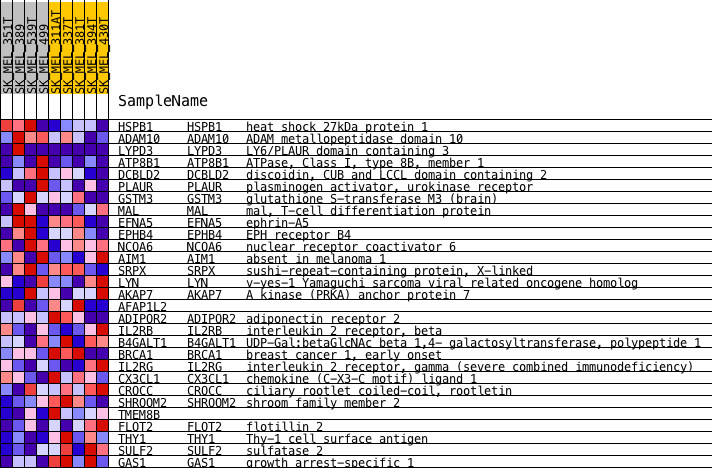 SK_MEL_351T
SK_MEL_389
SK_MEL_539T
SK_MEL_499
SK_MEL_311AT
SK_MEL_337T
SK_MEL_381T
SK_MEL_394T
SK_MEL_430T
SampleName
HSPB1 HSPB1 heat shock 27kDa protein 1
ADAM10 ADAM10 ADAM metallopeptidase domain 10
LYPD3 LYPD3 LY6/PLAUR domain containing 3
ATP8B1 ATP8B1 ATPase, Class I, type 8B, member 1
DCBLD2 DCBLD2 discoidin, CUB and LCCL domain containing 2
PLAUR PLAUR plasminogen activator, urokinase receptor
GSTM3 GSTM3 glutathione S-transferase M3 (brain)
MAL MAL mal, T-cell differentiation protein
EFNA5 EFNA5 ephrin-A5
EPHB4 EPHB4 EPH receptor B4
NCOA6 NCOA6 nuclear receptor coactivator 6
AIM1 AIM1 absent in melanoma 1
SRPX SRPX sushi-repeat-containing protein, X-linked
LYN LYN v-yes-1 Yamaguchi sarcoma viral related oncogene homolog
AKAP7 AKAP7 A kinase (PRKA) anchor protein 7
AFAP1L2
ADIPOR2 ADIPOR2 adiponectin receptor 2
IL2RB IL2RB interleukin 2 receptor, beta
B4GALT1 B4GALT1 UDP-Gal:betaGlcNAc beta 1,4- galactosyltransferase, polypeptide 1
BRCA1 BRCA1 breast cancer 1, early onset
IL2RG IL2RG interleukin 2 receptor, gamma (severe combined immunodeficiency)
CX3CL1 CX3CL1 chemokine (C-X3-C motif) ligand 1
CROCC CROCC ciliary rootlet coiled-coil, rootletin
SHROOM2 SHROOM2 shroom family member 2
TMEM8B
FLOT2 FLOT2 flotillin 2
THY1 THY1 Thy-1 cell surface antigen
SULF2 SULF2 sulfatase 2
GAS1 GAS1 growth arrest-specific 1